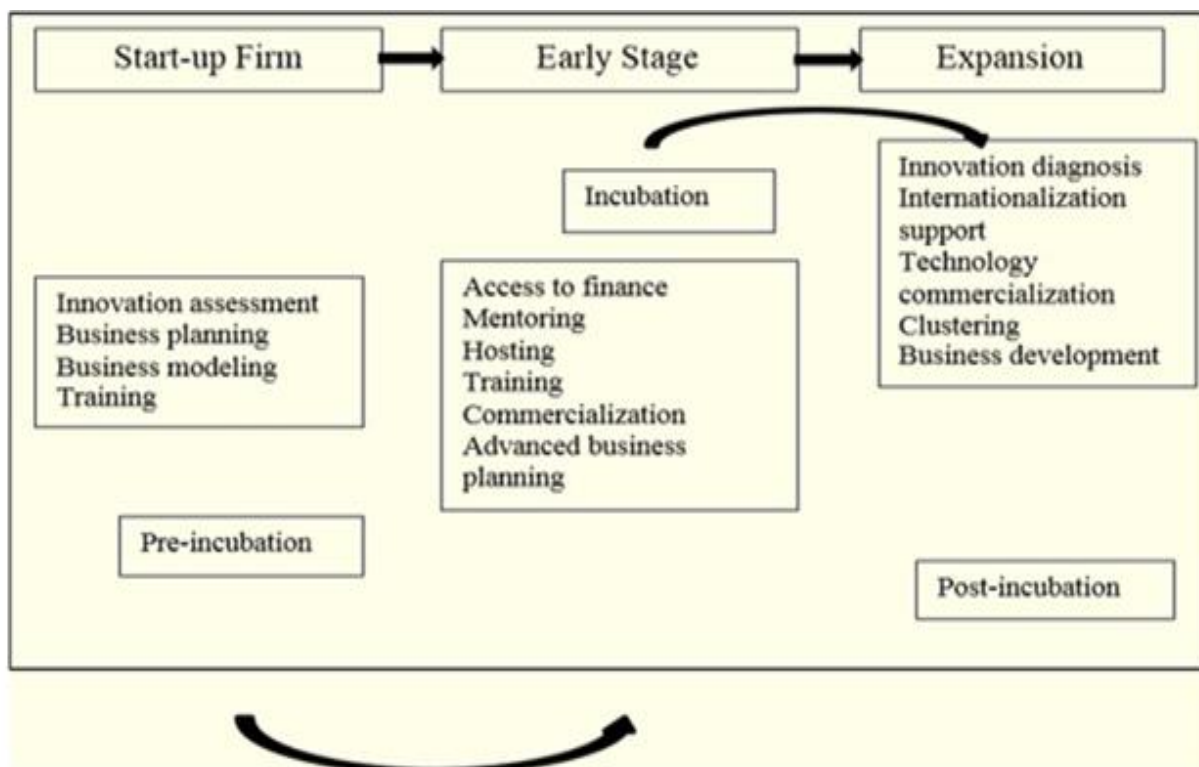 Start-up Firm
Early Stage
Expansion
Incubation
Innovation diagnosis
Internationalization
support
Technology
commercialization
Clustering
Business development
Innovation assessment
Business planning
Business modeling
Training
Access to finance
Mentoring
Hosting
Training
Commercialization
Advanced business
planning
Pre-incubation
Post-incubation